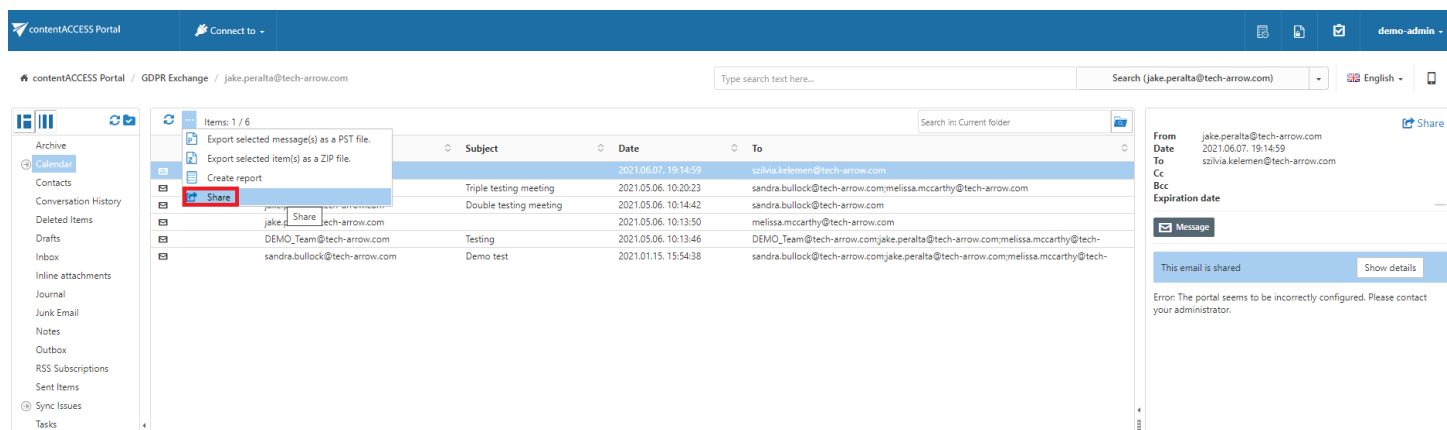 contentACCESS Portal
Connect to
demo-admin
contentACCESS Portal / GDPR Exchange / jake.peralta@tech-arrow.com
Type search text here...
Search (jake.peralta@tech-arrow.com)
English
Archive
Calendar
Contacts
Conversation History
Deleted Items
Drafts
Inbox
Inline attachments
Journal
Junk Email
Notes
Outbox
RSS Subscriptions
Sent Items
Sync Issues
Tasks
Items: 1 / 6
Search in: Current folder
Export selected message(s) as a PST file.
Export selected item(s) as a ZIP file.
Create report
Share
Share
Subject Date To
2021.06.07. 19:14:59 szilvia.kelemen@tech-arrow.com
Triple testing meeting 2021.05.06. 10:20:23 sandra.bullock@tech-arrow.com;melissa.mccarthy@tech-arrow.com
Double testing meeting 2021.05.06. 10:14:42 sandra.bullock@tech-arrow.com
jake.p ech-arrow.com 2021.05.06. 10:13:50 melissa.mccarthy@tech-arrow.com
DEMO_Team@tech-arrow.com Testing 2021.05.06. 10:13:46 DEMO_Team@tech-arrow.com;jake.peralta@tech-arrow.com;melissa.mccarthy@tech-
sandra.bullock@tech-arrow.com Demo test 2021.01.15. 15:54:38 sandra.bullock@tech-arrow.com;jake.peralta@tech-arrow.com;melissa.mccarthy@tech-
Share
From jake.peralta@tech-arrow.com
Date 2021.06.07. 19:14:59
To szilvia.kelemen@tech-arrow.com
Cc
Bcc
Expiration date
Message
This email is shared
Show details
Error: The portal seems to be incorrectly configured. Please contact
your administrator.